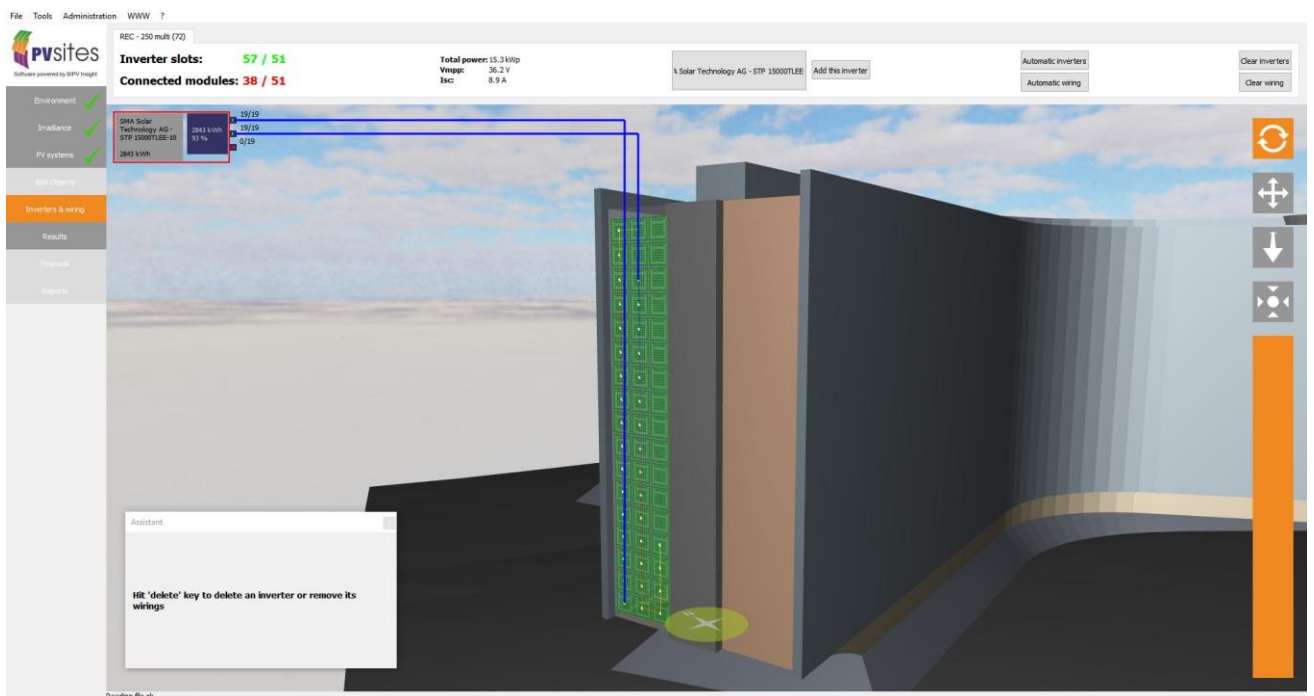 File Tools Administration WWW ?
PVsites
Software powered by BIPV Insight
REC - 250 multi (72)
Inverter slots: 57 / 51
Connected modules: 38 / 51
Total power: 15.3 kWp
Vmpp: 36.2 V
Isc: 8.9 A
Solar Technology AG - STP 15000TLEE
Add this inverter
Automatic inverters
Automatic wiring
Clear inverters
Clear wiring
Environment
Irradiance
PV systems
BIM Objects
Inverters & wiring
Results
Financial
Reports
SMA Solar
Technology AG -
STP 15000TLEE-10
2843 kWh
2843 kWh
93 %
19/19
19/19
0/19
Assistant
Hit 'delete' key to delete an inverter or remove its
wirings